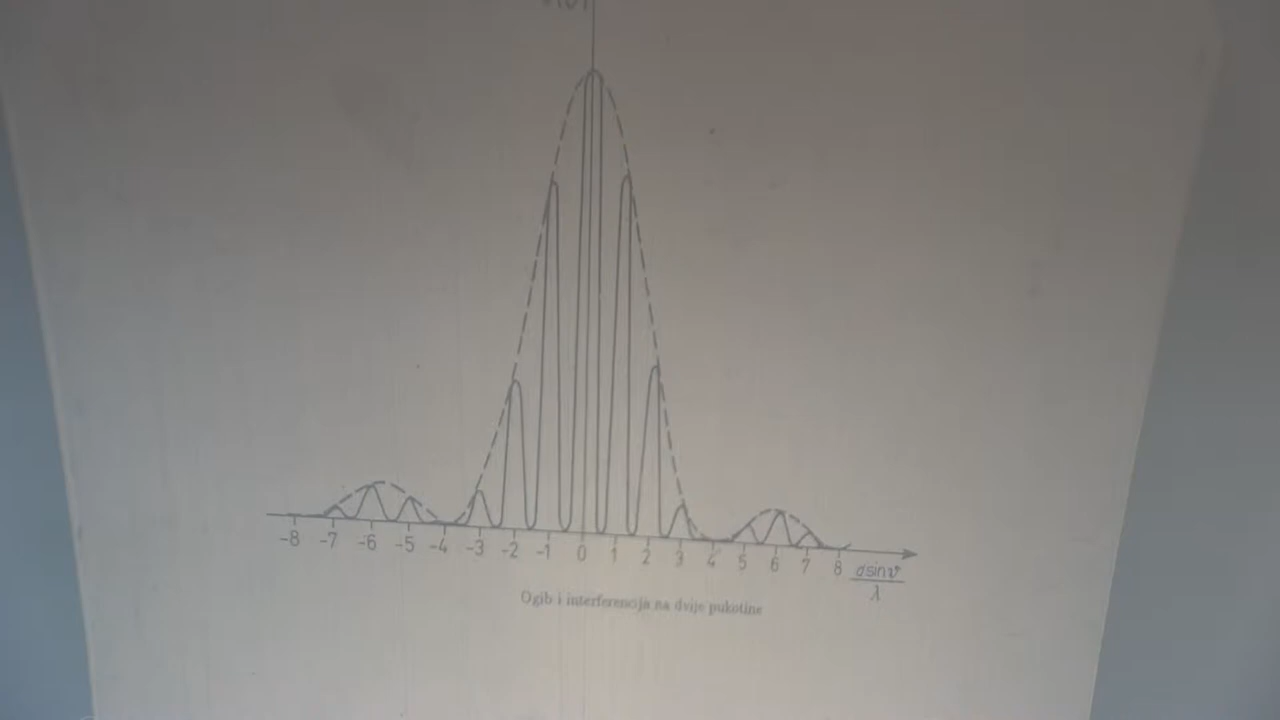 -8 -7 -6 -5 -4 -3 -2 -1 0 1 2 3 4 5 6 7 8 d sin ϑ
λ
Ogib i interferencija na dvije pukotine